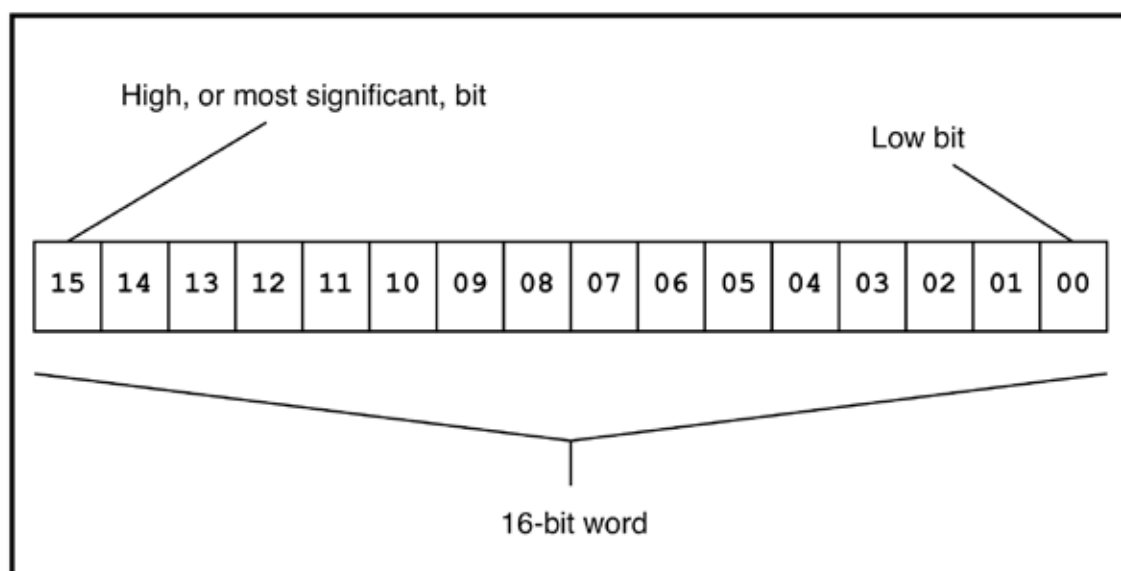 High, or most significant, bit
Low bit
15 14 13 12 11 10 09 08 07 06 05 04 03 02 01 00
16-bit word